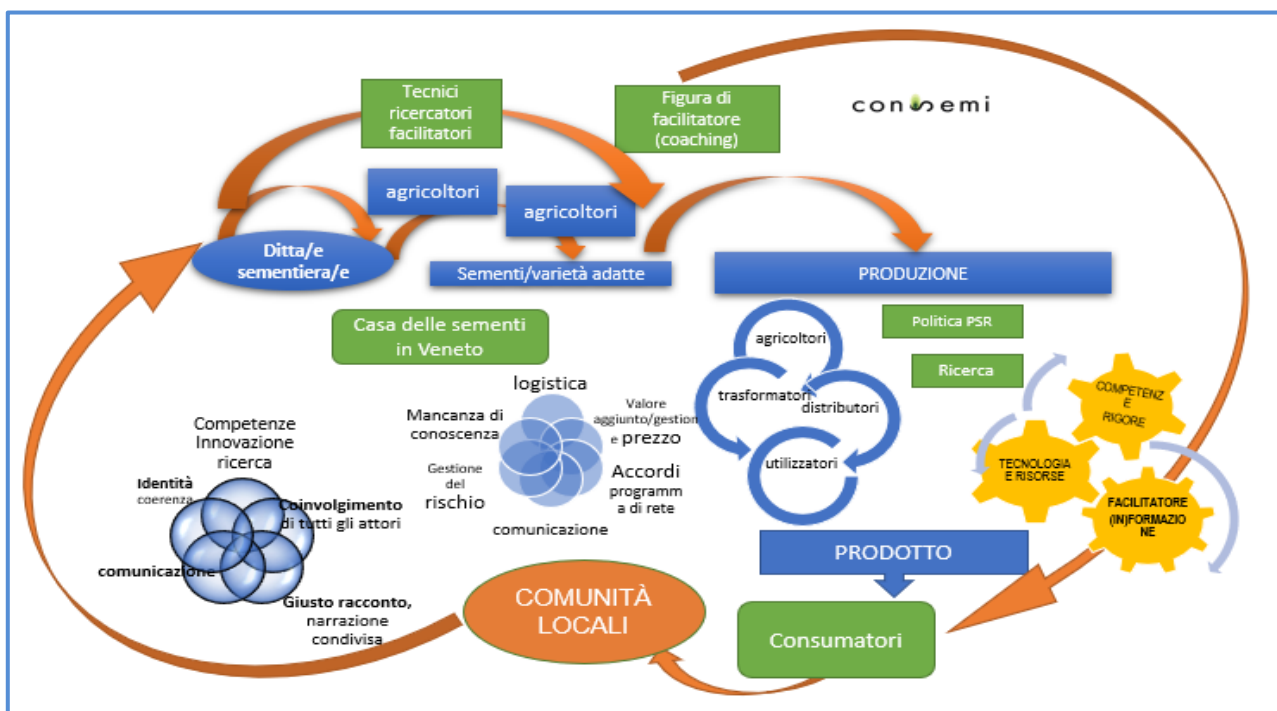 Tecnici
ricercatori
facilitatori
Figura di
facilitatore
(coaching)
consemi
agricoltori
agricoltori
Ditta/e
sementiera/e
Sementi/varietà adatte
PRODUZIONE
Casa delle sementi
in Veneto
Politica PSR
Ricerca
agricoltori
trasformatori
distributori
utilizzatori
COMPETENZ
E
RIGORE
TECNOLOGIA
E RISORSE
FACILITATORE
(IN)FORMAZIO
NE
logistica
Mancanza di
conoscenza
Valore
aggiunto/gestion
e prezzo
Gestione
del
rischio
Accordi
programm
a di rete
comunicazione
Competenze
Innovazione
ricerca
Identità
coerenza
Coinvolgimento
di tutti gli attori
comunicazione
Giusto racconto,
narrazione
condivisa
PRODOTTO
COMUNITÀ
LOCALI
Consumatori